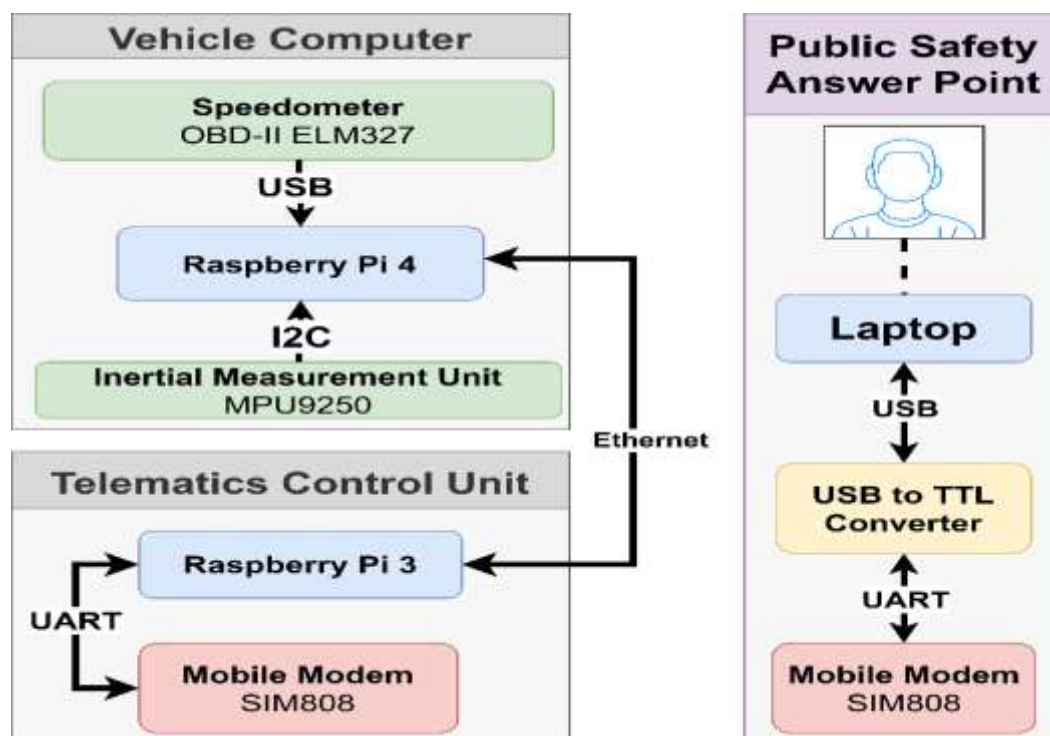 Vehicle Computer
Speedometer
OBD-II ELM327
USB
Raspberry Pi 4
I2C
Inertial Measurement Unit
MPU9250
Ethernet
Telematics Control Unit
Raspberry Pi 3
UART
Mobile Modem
SIM808
Public Safety
Answer Point
Laptop
USB
USB to TTL
Converter
UART
Mobile Modem
SIM808